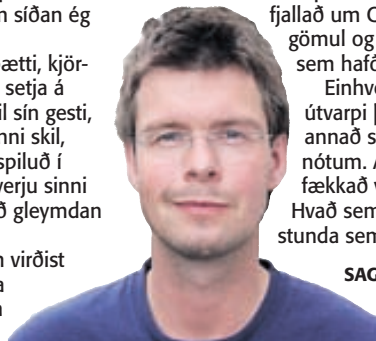 síðan ég
ætti, kjör-
setja á
il sín gesti,
nni skil,
spiluð í
verju sinni
ð gleymdan
virðist
a
fjallað um
gömul og
sem hafð
Einhve
útvarpi þ
annað s
nótum. A
fækkað v
Hvað sem
stunda sem
SAG